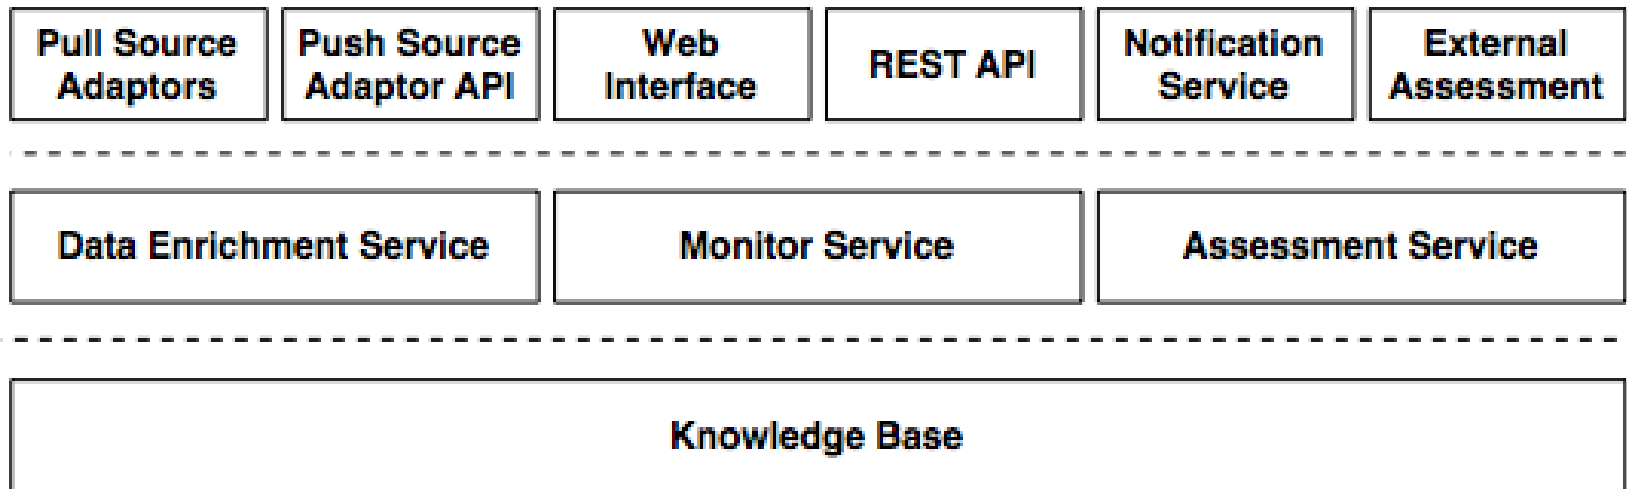 Pull Source
Adaptors
Push Source
Adaptor API
Web
Interface
REST API
Notification
Service
External
Assessment
Data Enrichment Service
Monitor Service
Assessment Service
Knowledge Base